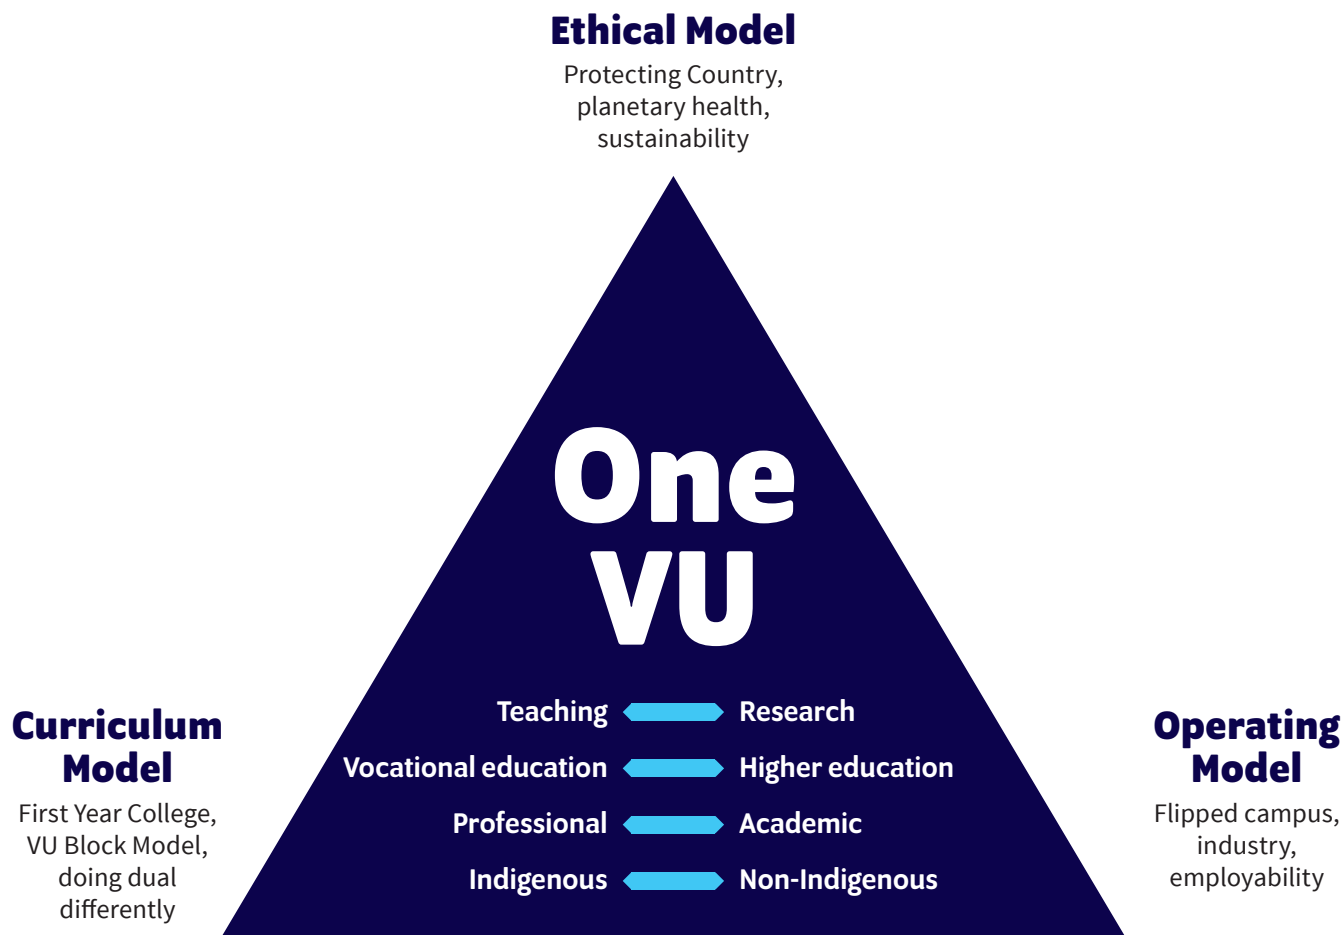 Ethical Model
Protecting Country,
planetary health,
sustainability
One
VU
Teaching Research
Vocational education Higher education
Professional Academic
Indigenous Non-Indigenous
Curriculum
Model
First Year College,
VU Block Model,
doing dual
differently
Operating
Model
Flipped campus,
industry,
employability